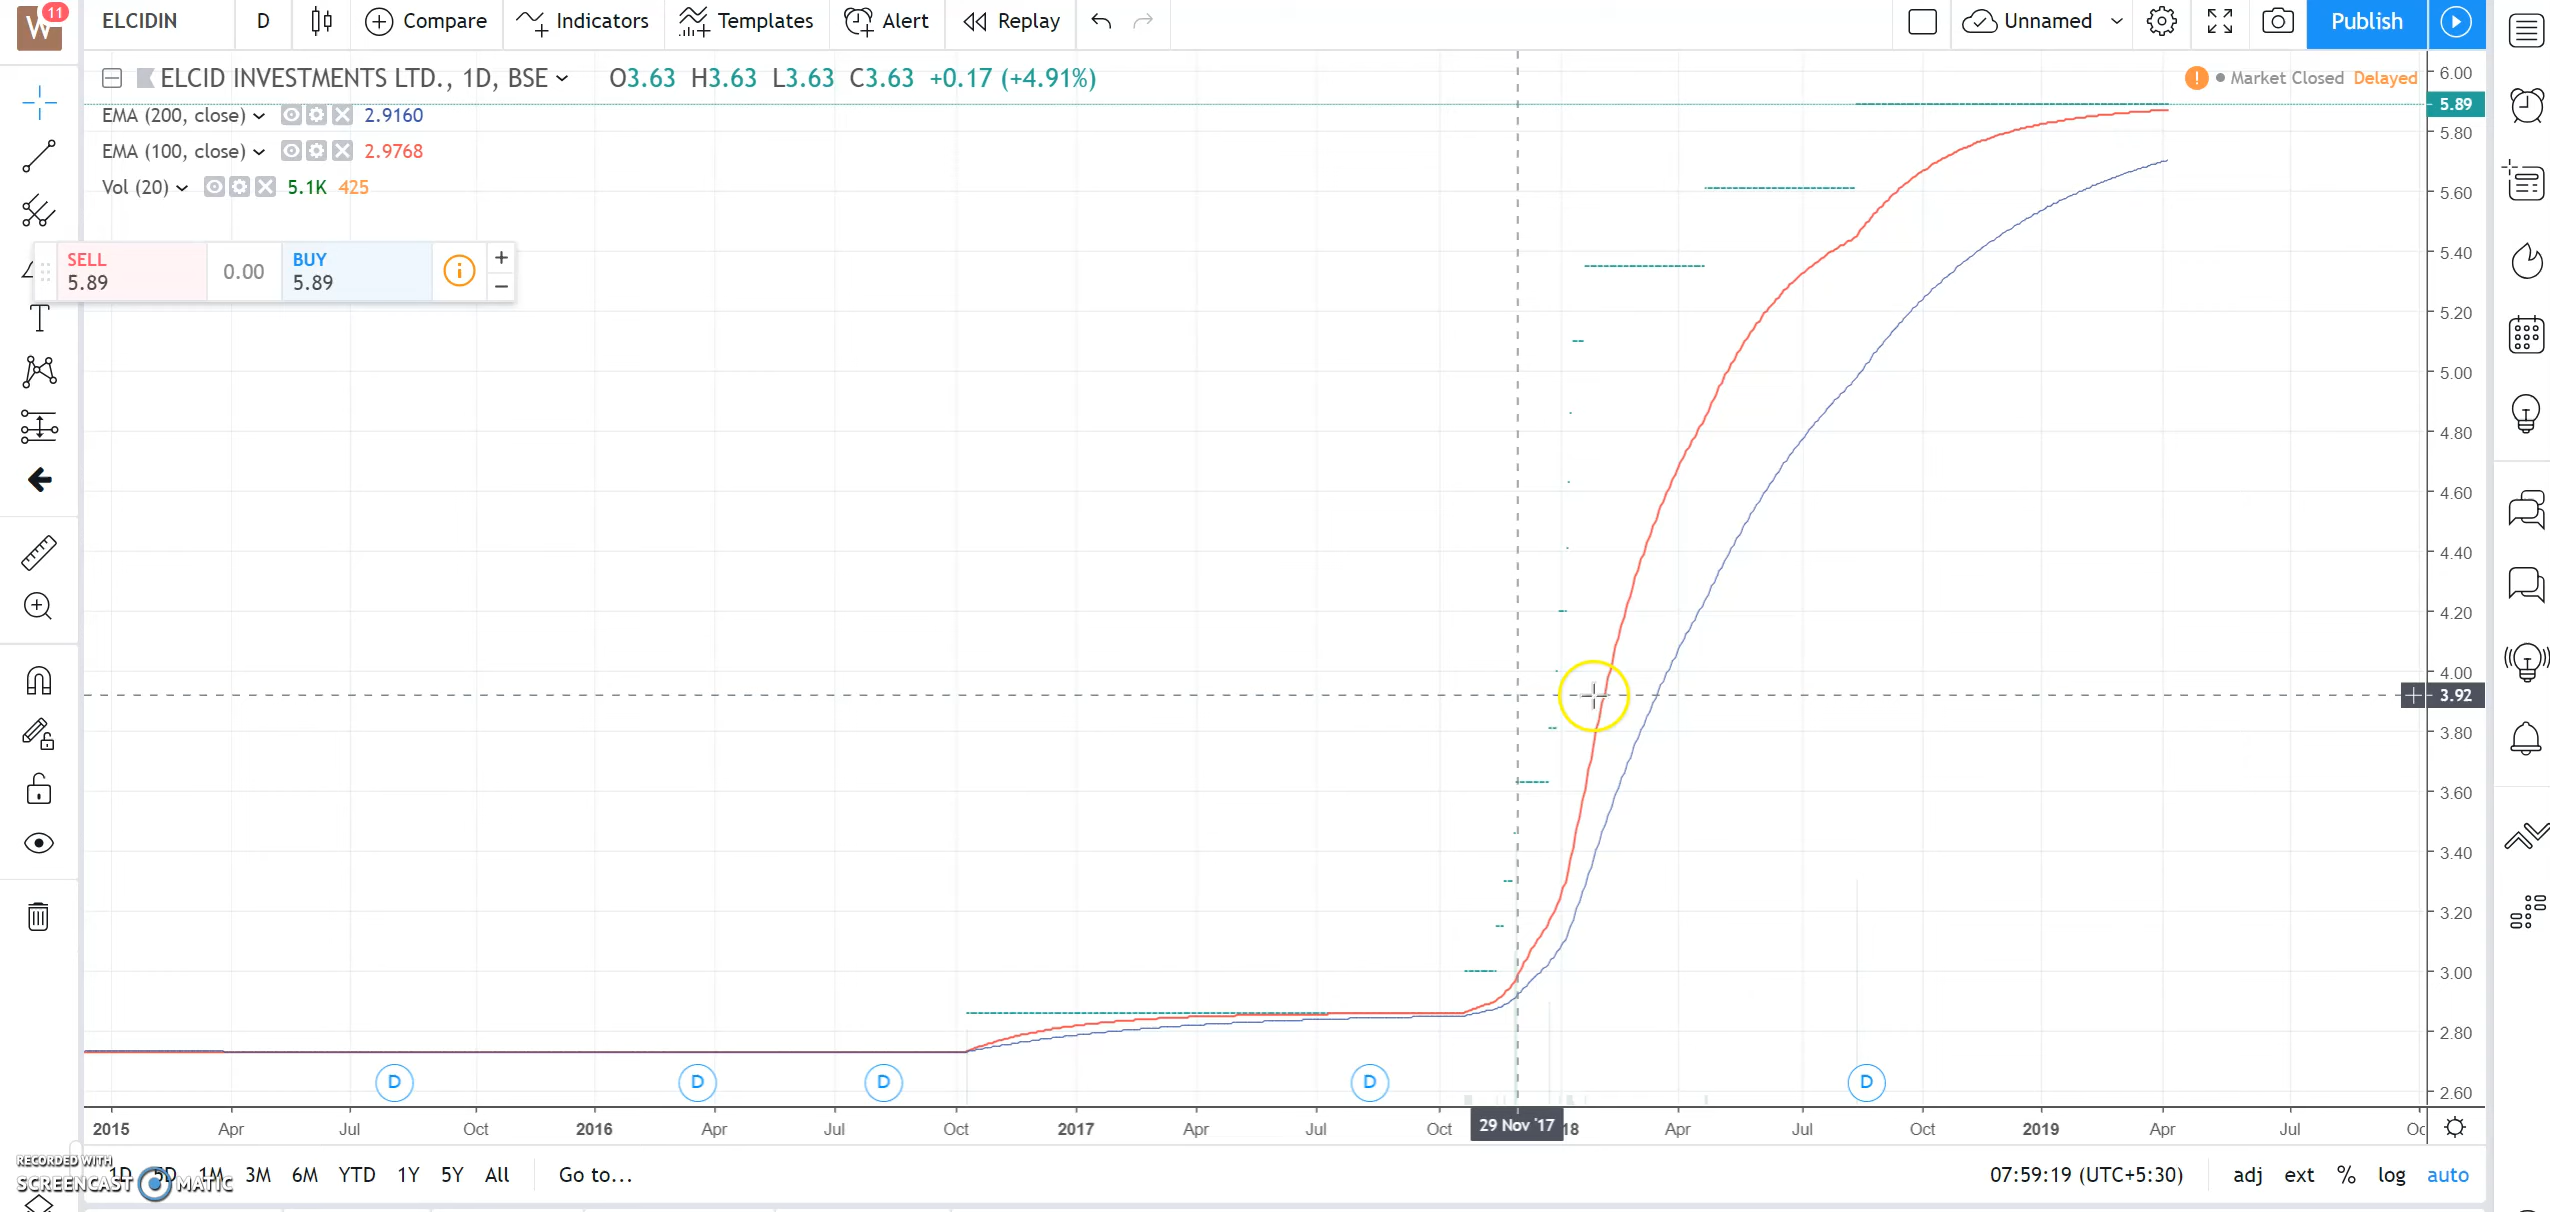 W 11 ELCIDIN D Compare Indicators Templates Alert Replay Unnamed Publish
ELCID INVESTMENTS LTD., 1D, BSE O3.63 H3.63 L3.63 C3.63 +0.17 (+4.91%) Market Closed Delayed
EMA (200, close) 2.9160
EMA (100, close) 2.9768
Vol (20) 5.1K 425
SELL 5.89 0.00 BUY 5.89 + −
6.00
5.89
5.80
5.60
5.40
5.20
5.00
4.80
4.60
4.40
4.20
4.00
3.92
3.80
3.60
3.40
3.20
3.00
2.80
2.60
D D D D D
2015 Apr Jul Oct 2016 Apr Jul Oct 2017 Apr Jul Oct 29 Nov '17 18 Apr Jul Oct 2019 Apr Jul Oc
RECORDED WITH
SCREENCAST MATIC
1D 5D 1M 3M 6M YTD 1Y 5Y All Go to... 07:59:19 (UTC+5:30) adj ext % log auto